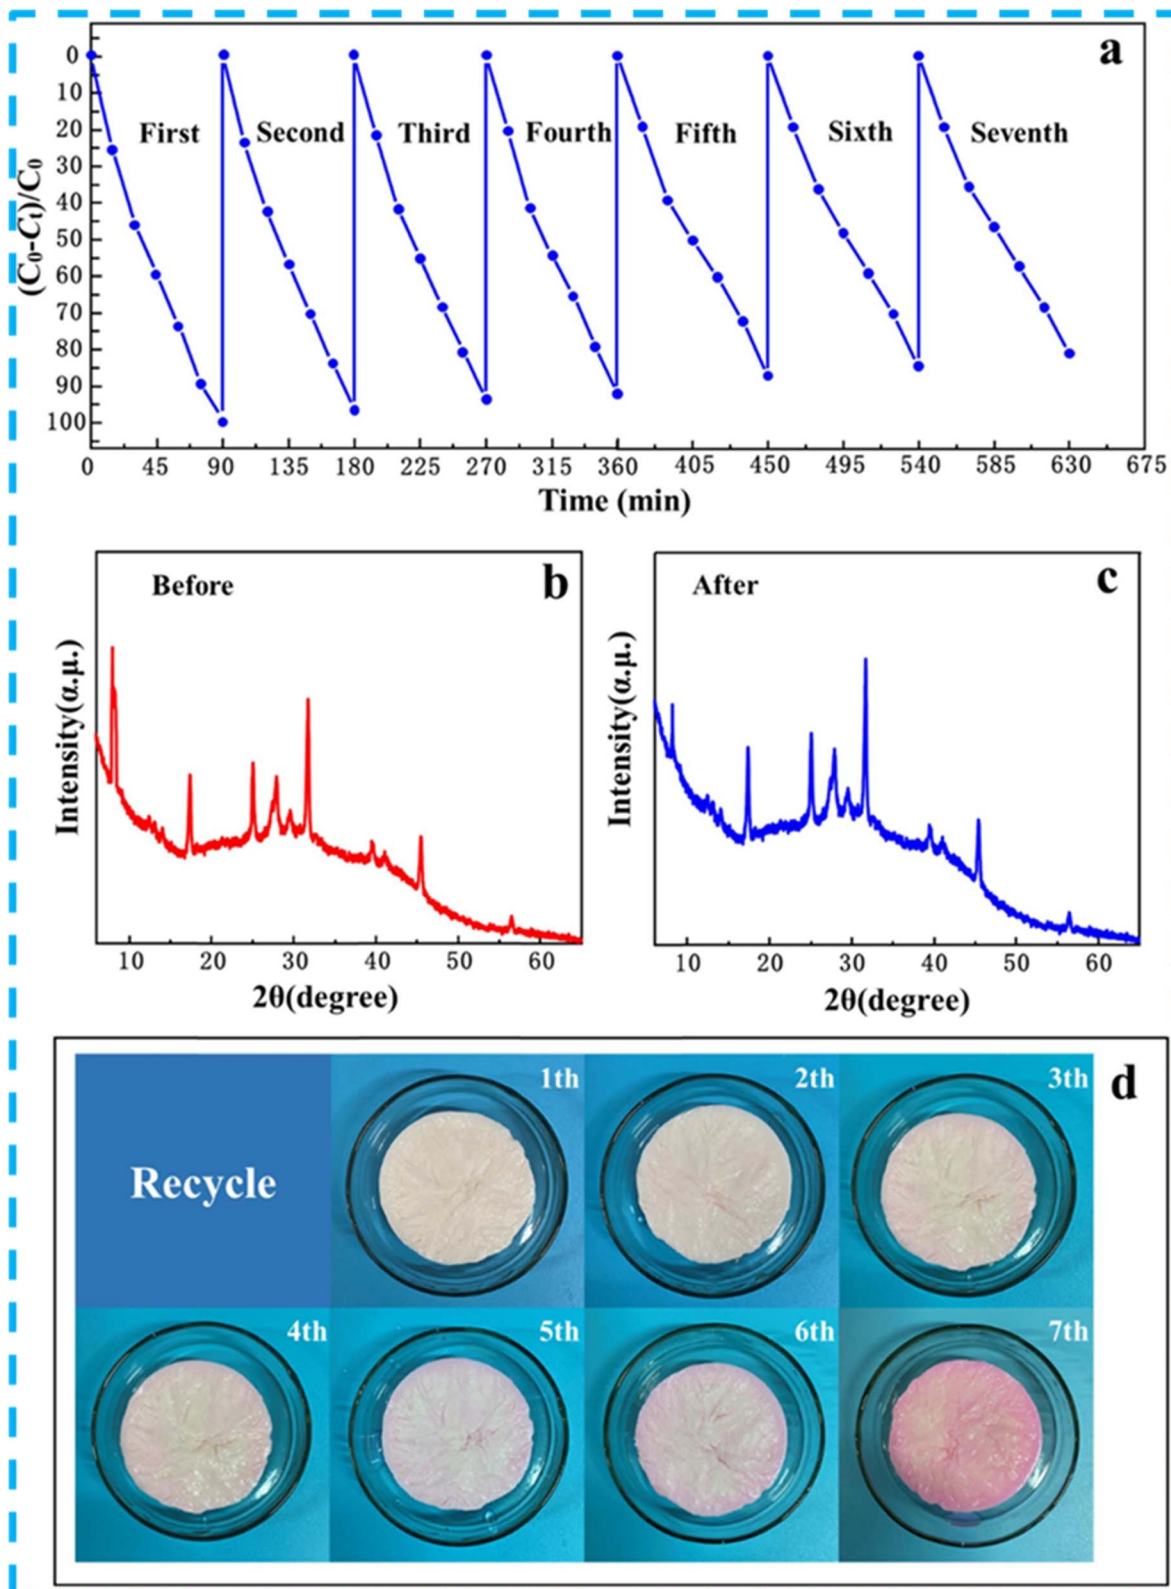 a
0
10
20
30
40
50
60
70
80
90
100
(C₀-Cₜ)/C₀
First Second Third Fourth Fifth Sixth Seventh
0 45 90 135 180 225 270 315 360 405 450 495 540 585 630 675
Time (min)
Before b
Intensity(α.μ.)
10 20 30 40 50 60
2θ(degree)
After c
Intensity(α.μ.)
10 20 30 40 50 60
2θ(degree)
d
Recycle 1th 2th 3th
4th 5th 6th 7th